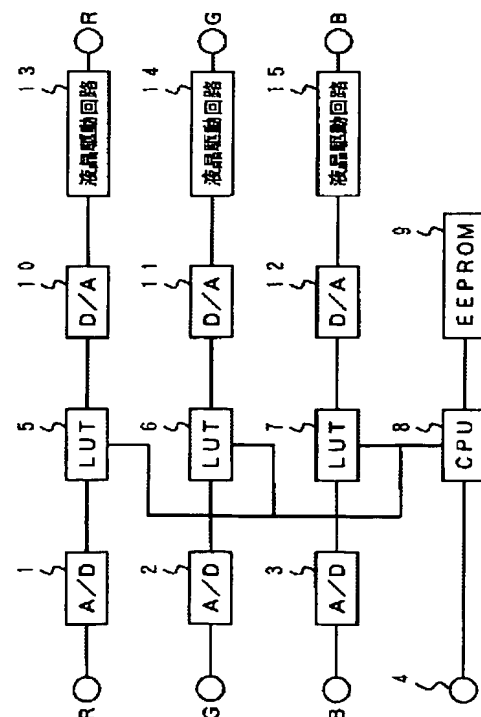 1 5 10 13
R A/D LUT D/A 液晶駆動回路 R
2 6 11 14
G A/D LUT D/A 液晶駆動回路 G
3 7 12 15
B A/D LUT D/A 液晶駆動回路 B
4 8 9
CPU EEPROM